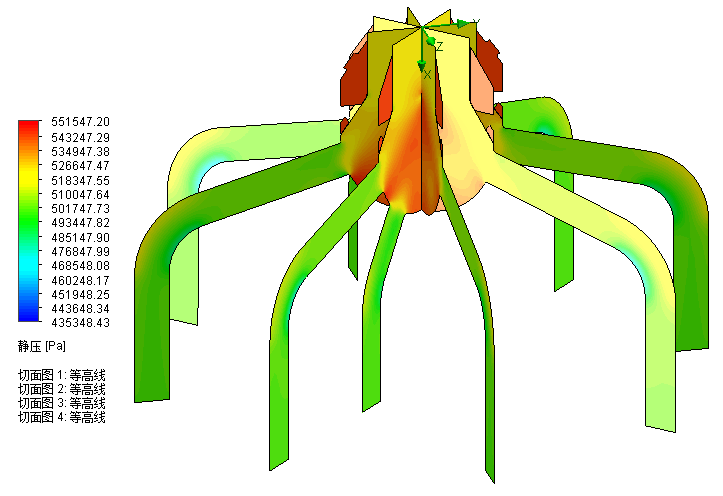 Y
Z
X
551547.20
543247.29
534947.38
526647.47
518347.55
510047.64
501747.73
493447.82
485147.90
476847.99
468548.08
460248.17
451948.25
443648.34
435348.43
静压 [Pa]
切面图 1: 等高线
切面图 2: 等高线
切面图 3: 等高线
切面图 4: 等高线